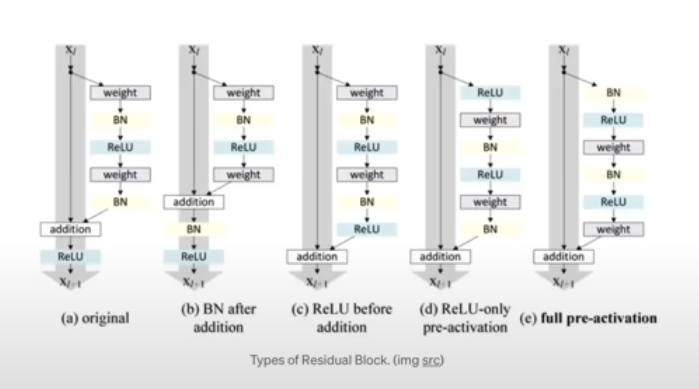 X_l X_l X_l X_l X_l
weight weight weight ReLU BN
BN BN BN weight ReLU
ReLU ReLU ReLU BN weight
weight weight weight ReLU BN
addition BN BN weight ReLU
addition BN ReLU BN weight
ReLU ReLU addition addition addition
X_{l+1} X_{l+1} X_{l+1} X_{l+1} X_{l+1}
(a) original
(b) BN after
addition
(c) ReLU before
addition
(d) ReLU-only
pre-activation
(e) full pre-activation
Types of Residual Block. (img src)